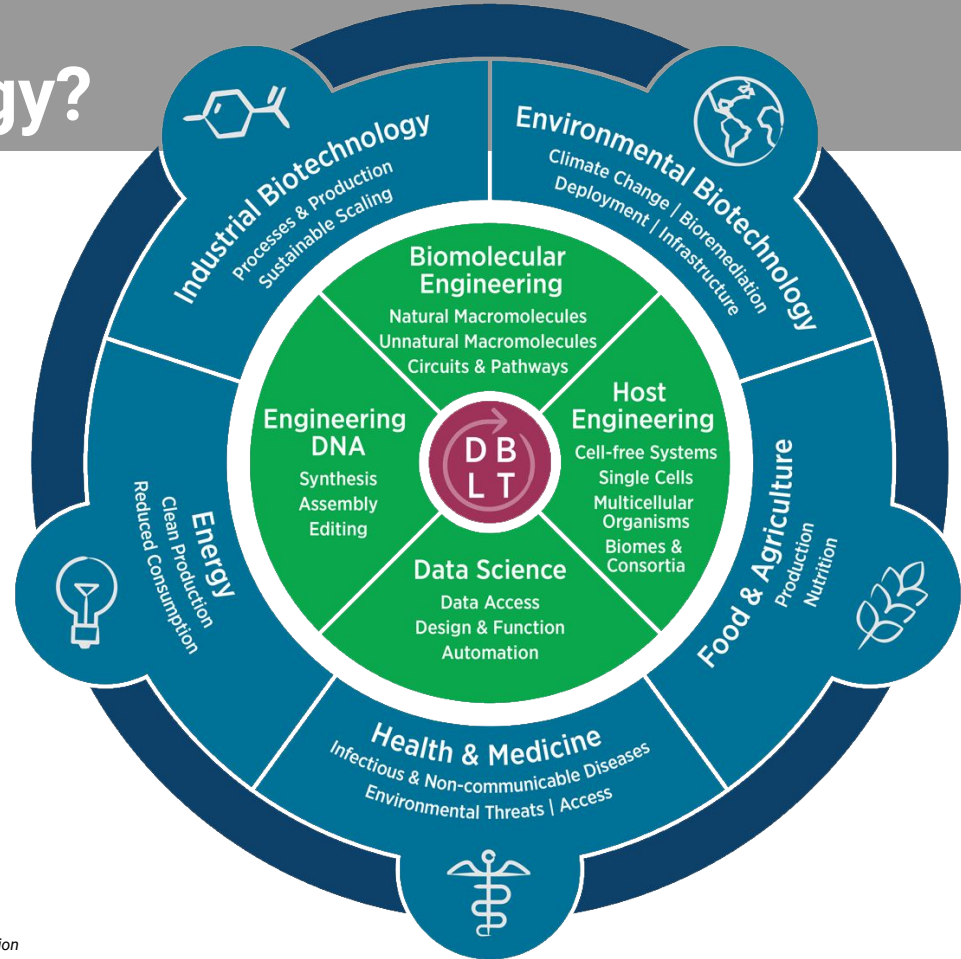 gy?
Industrial Biotechnology
Processes & Production
Sustainable Scaling
Environmental Biotechnology
Climate Change | Bioremediation
Deployment | Infrastructure
Biomolecular
Engineering
Natural Macromolecules
Unnatural Macromolecules
Circuits & Pathways
Engineering
DNA
Synthesis
Assembly
Editing
D B
L T
Host
Engineering
Cell-free Systems
Single Cells
Multicellular
Organisms
Biomes &
Consortia
Data Science
Data Access
Design & Function
Automation
Energy
Clean Production
Reduced Consumption
Food & Agriculture
Production
Nutrition
Health & Medicine
Infectious & Non-communicable Diseases
Environmental Threats | Access
ion